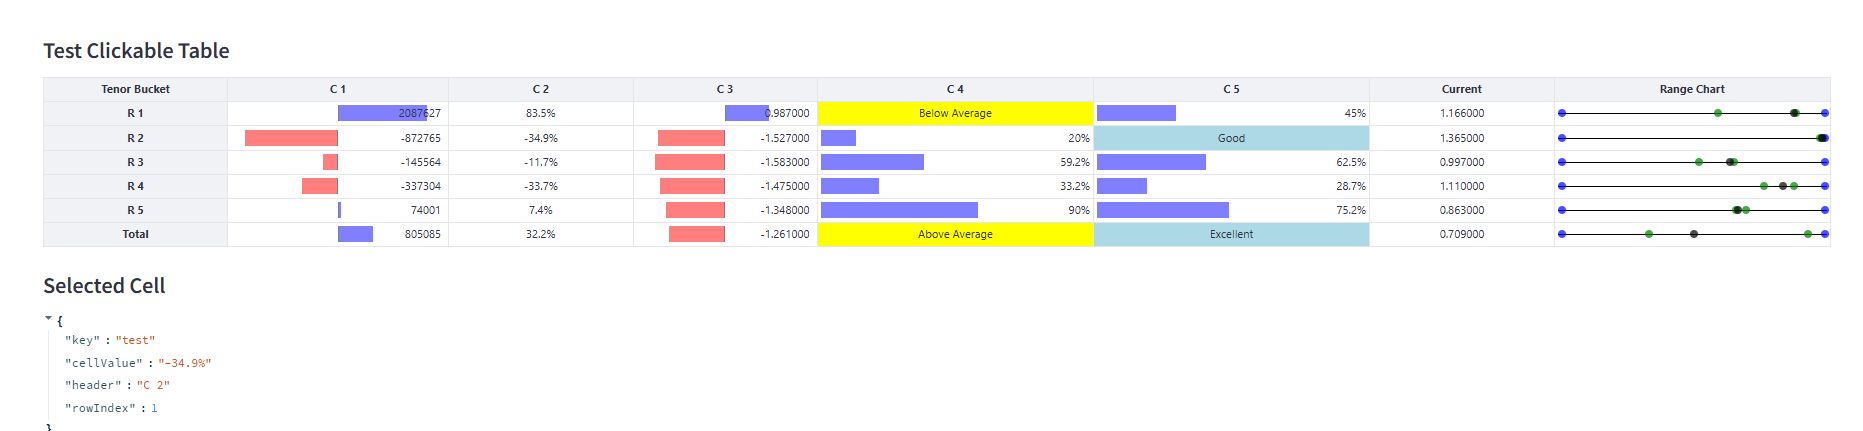 Test Clickable Table
Tenor Bucket C 1 C 2 C 3 C 4 C 5 Current Range Chart
R 1 2087627 83.5% 0.987000 Below Average 45% 1.166000
R 2 -872765 -34.9% -1.527000 20% Good 1.365000
R 3 -145564 -11.7% -1.583000 59.2% 62.5% 0.997000
R 4 -337304 -33.7% -1.475000 33.2% 28.7% 1.110000
R 5 74001 7.4% -1.348000 90% 75.2% 0.863000
Total 805085 32.2% -1.261000 Above Average Excellent 0.709000
Selected Cell
{
"key" : "test"
"cellValue" : "-34.9%"
"header" : "C 2"
"rowIndex" : 1
}